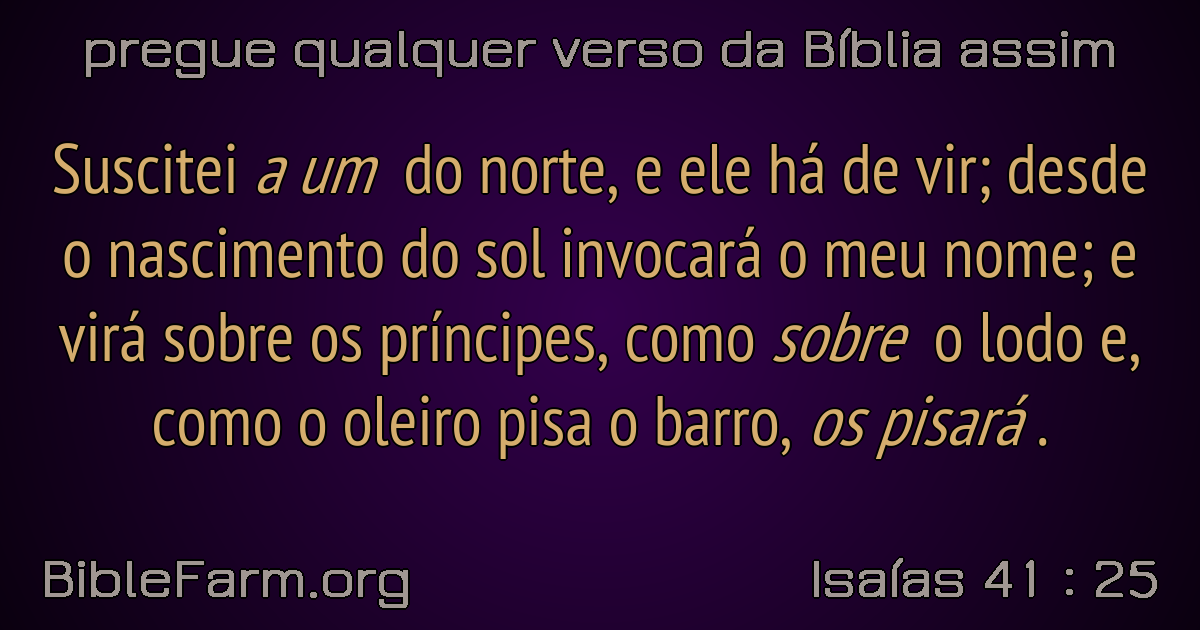 pregue qualquer verso da Bíblia assim
Suscitei a um do norte, e ele há de vir; desde
o nascimento do sol invocará o meu nome; e
virá sobre os príncipes, como sobre o lodo e,
como o oleiro pisa o barro, os pisará .
BibleFarm.org
Isaías 41 : 25